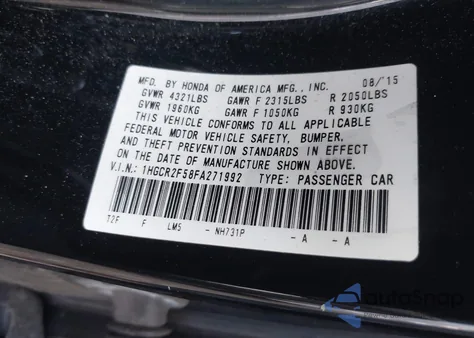 MFD. BY HONDA OF AMERICA MFG., INC. 08/15
GVWR 4321LBS GAWR F 2315LBS R 2050LBS
GVWR 1960KG GAWR F 1050KG R 930KG
THIS VEHICLE CONFORMS TO ALL APPLICABLE
FEDERAL MOTOR VEHICLE SAFETY, BUMPER,
AND THEFT PREVENTION STANDARDS IN EFFECT
ON THE DATE OF MANUFACTURE SHOWN ABOVE.
V.I.N.: 1HGCR2F58FA271992 TYPE: PASSENGER CAR
T2F F LM5 - NH731P - A - A
autoSnap